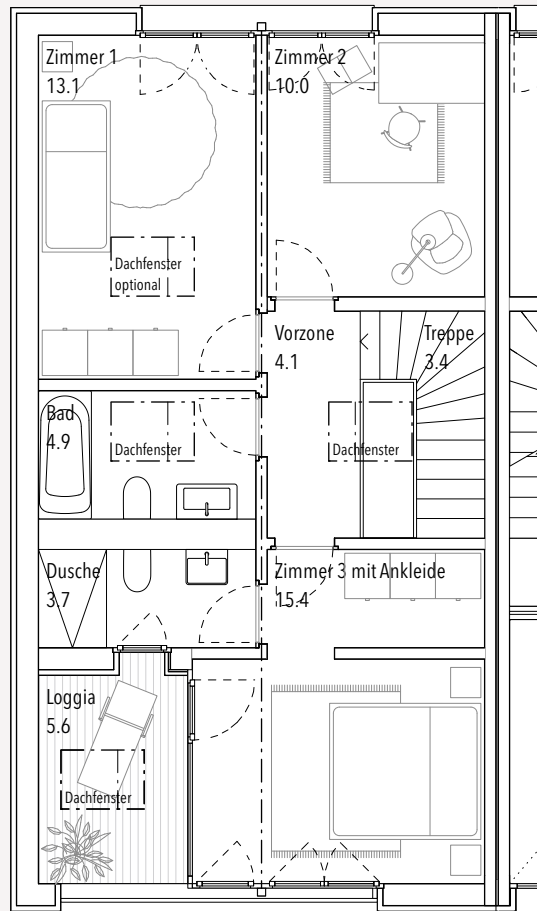 Zimmer 1
13.1
Zimmer 2
10.0
Dachfenster
optional
Vorzone
4.1
Treppe
3.4
Bad
4.9
Dachfenster
Dachfenster
Dusche
3.7
Zimmer 3 mit Ankleide
15.4
Loggia
5.6
Dachfenster